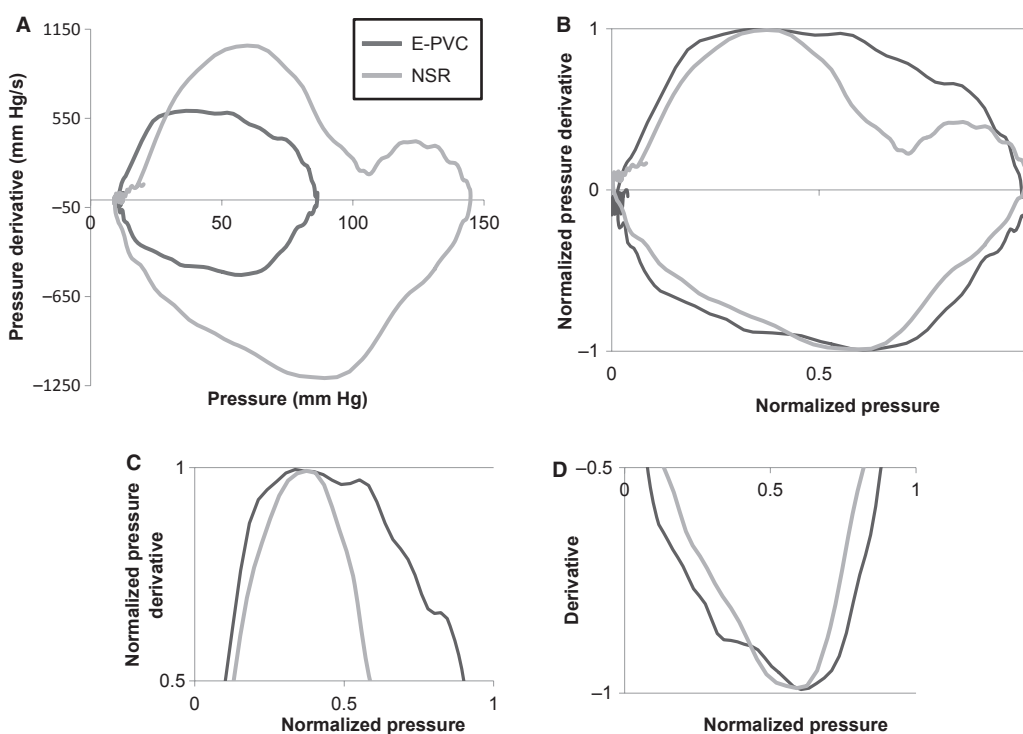 A
1150
550
−50
−650
−1250
0
50
100
150
Pressure derivative (mm Hg/s)
Pressure (mm Hg)
E-PVC
NSR
B
1
0
−1
0
0.5
Normalized pressure derivative
Normalized pressure
C
1
0.5
0
0.5
1
Normalized pressure
derivative
Normalized pressure
D
−0.5
−1
0
0.5
1
Derivative
Normalized pressure